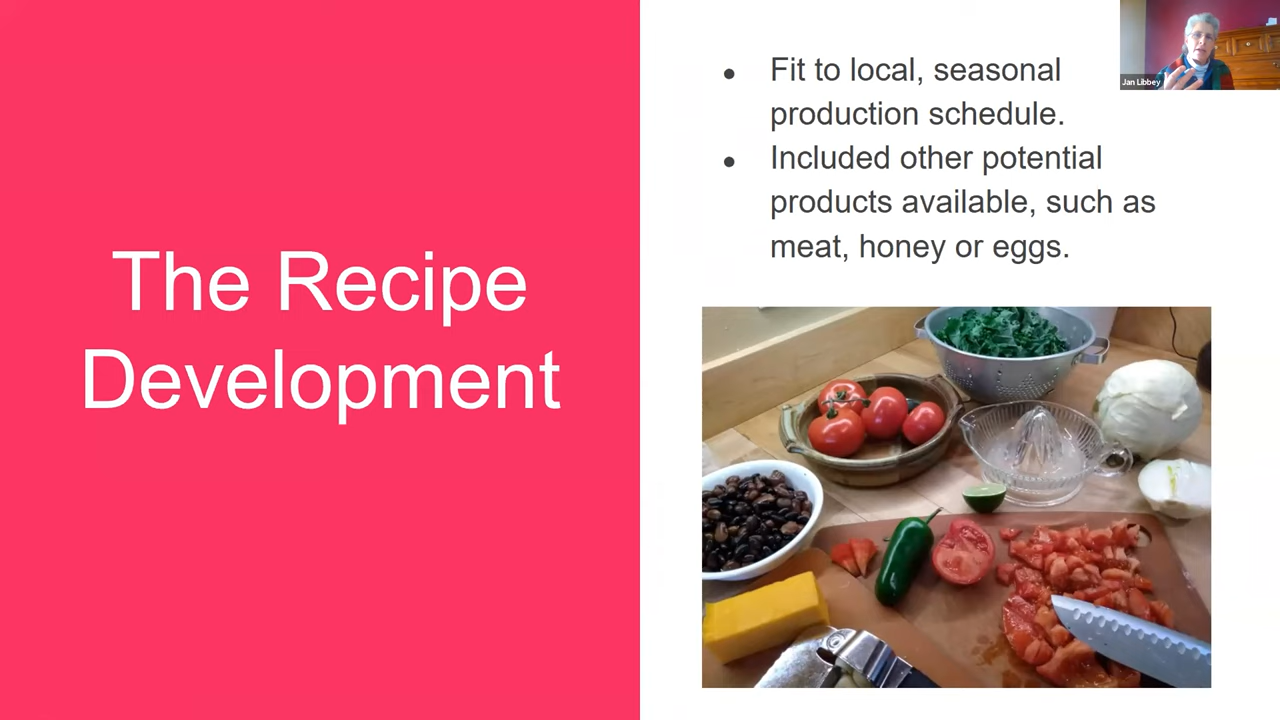 The Recipe
Development
● Fit to local, seasonal
production schedule.
● Included other potential
products available, such as
meat, honey or eggs.
Jan Libbey